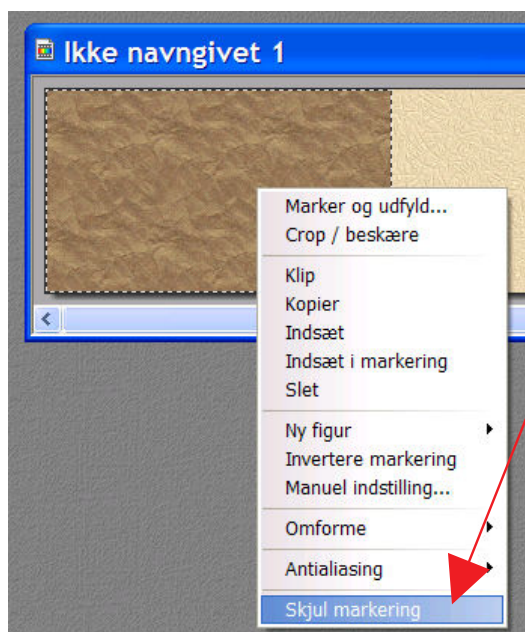 Ikke navngivet 1
Marker og udfyld...
Crop / beskære
Klip
Kopier
Indsæt
Indsæt i markering
Slet
Ny figur
Invertere markering
Manuel indstilling...
Omforme
Antialiasing
Skjul markering